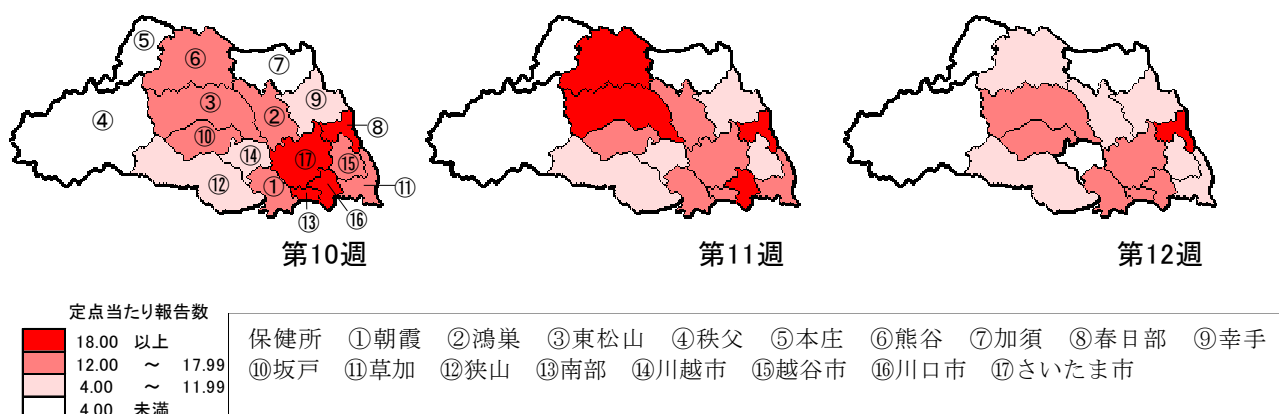 ⑤
⑥
⑦
③
②
⑨
④
⑧
⑩
⑭
⑰
⑮
⑫
①
⑪
⑬
⑯
第10週
第11週
第12週
定点当たり報告数
18.00 以上
12.00 ～ 17.99
4.00 ～ 11.99
4.00 未満
保健所 ①朝霞 ②鴻巣 ③東松山 ④秩父 ⑤本庄 ⑥熊谷 ⑦加須 ⑧春日部 ⑨幸手
⑩坂戸 ⑪草加 ⑫狭山 ⑬南部 ⑭川越市 ⑮越谷市 ⑯川口市 ⑰さいたま市